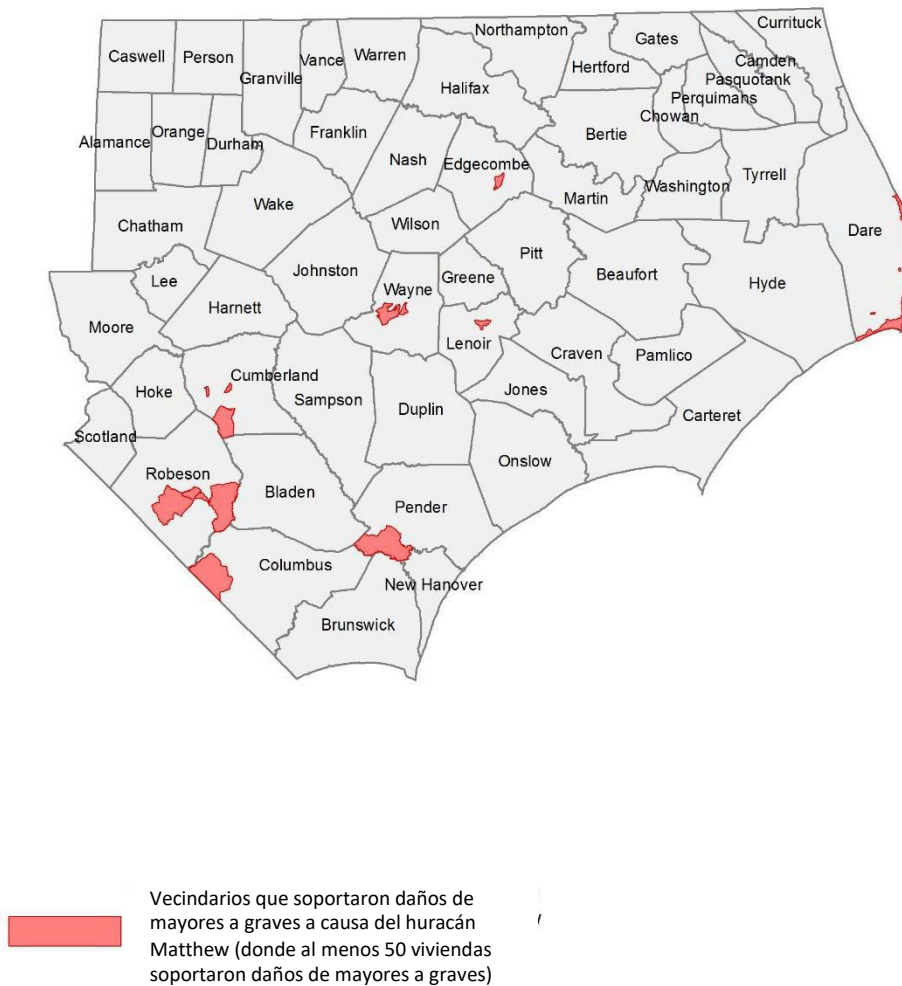 Currituck
Northampton
Gates
Caswell
Person
Vance
Warren
Camden
Hertford
Granville
Pasquotank
Halifax
Perquimans
Chowan
Franklin
Orange
Bertie
Alamance
Durham
Nash
Edgecombe
Tyrrell
Washington
Martin
Wake
Chatham
Wilson
Dare
Pitt
Johnston
Greene
Beaufort
Lee
Hyde
Wayne
Harnett
Moore
Lenoir
Craven
Pamlico
Cumberland
Hoke
Jones
Sampson
Duplin
Carteret
Scotland
Onslow
Robeson
Bladen
Pender
Columbus
New Hanover
Brunswick
Vecindarios que soportaron daños de
mayores a graves a causa del huracán
Matthew (donde al menos 50 viviendas
soportaron daños de mayores a graves)